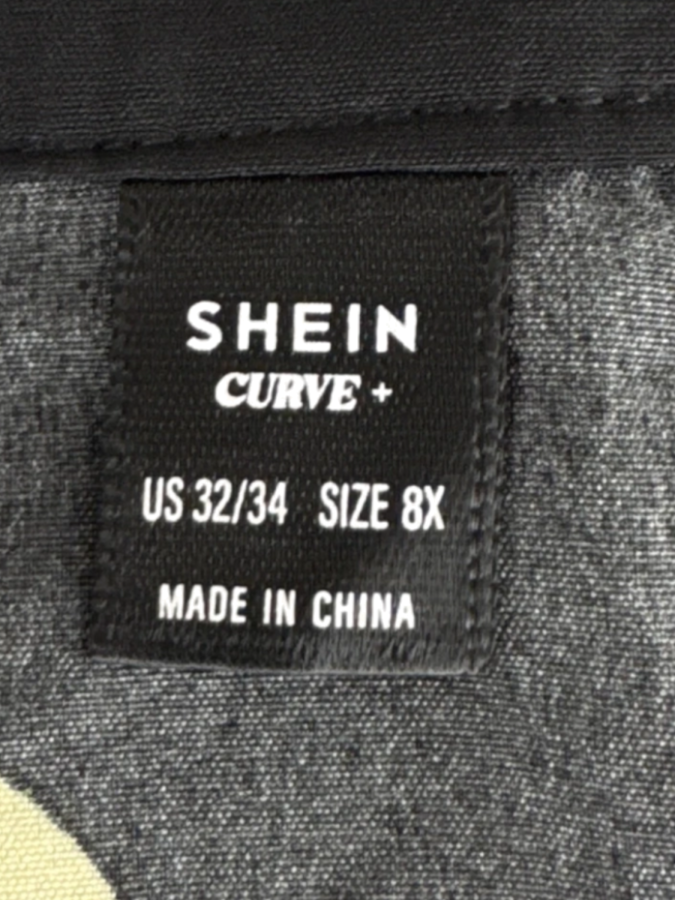 SHEIN
CURVE +
US 32/34 SIZE 8X
MADE IN CHINA